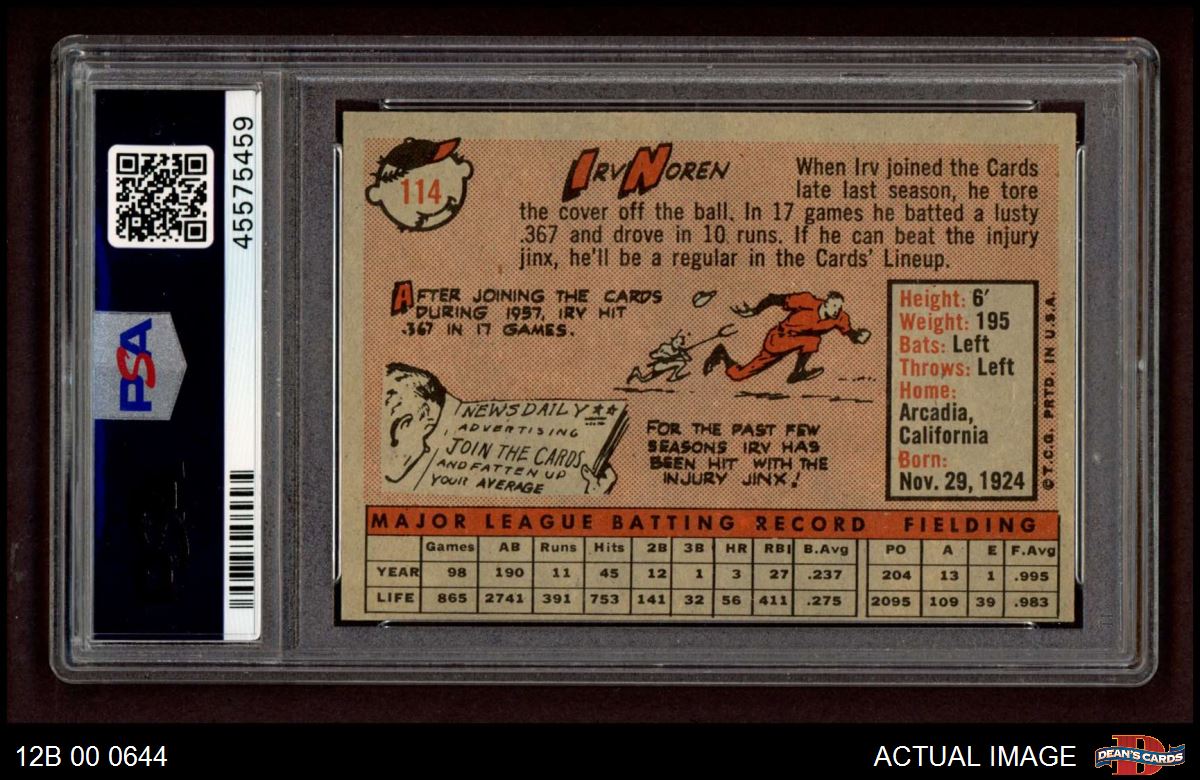 45575459
PSA
114
IRV NOREN
When Irv joined the Cards
late last season, he tore
the cover off the ball. In 17 games he batted a lusty
.367 and drove in 10 runs. If he can beat the injury
jinx, he'll be a regular in the Cards' Lineup.
AFTER JOINING THE CARDS
DURING 1957, IRV HIT
.367 IN 17 GAMES.
NEWS DAILY
ADVERTISING
JOIN THE CARDS
AND FATTEN UP
YOUR AVERAGE
FOR THE PAST FEW
SEASONS IRV HAS
BEEN HIT WITH THE
INJURY JINX!
Height: 6'
Weight: 195
Bats: Left
Throws: Left
Home:
Arcadia,
California
Born:
Nov. 29, 1924
© T.C.G. PRTD. IN U.S.A.
MAJOR LEAGUE BATTING RECORD FIELDING
Games AB Runs Hits 2B 3B HR RBI B.Avg PO A E F.Avg
YEAR 98 190 11 45 12 1 3 27 .237 204 13 1 .995
LIFE 865 2741 391 753 141 32 56 411 .275 2095 109 39 .983
12B 00 0644
ACTUAL IMAGE
DEAN'S CARDS